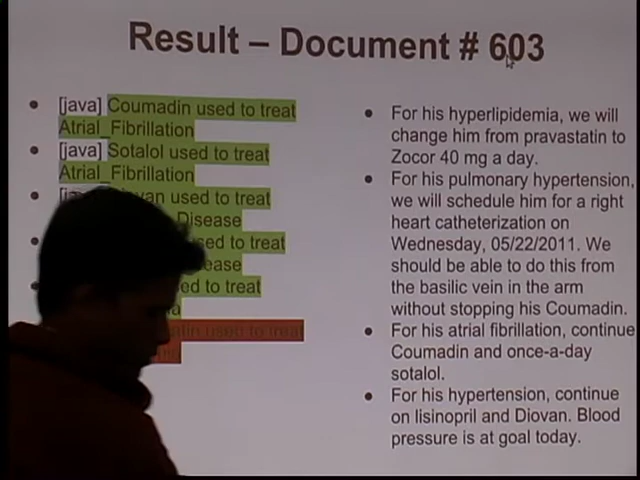 Result – Document # 603
[java] Coumadin used to treat
Atrial_Fibrillation
[java] Sotalol used to treat
Atrial_Fibrillation
used to treat
Disease
used to treat
used to treat
used to treat
For his hyperlipidemia, we will
change him from pravastatin to
Zocor 40 mg a day.
For his pulmonary hypertension,
we will schedule him for a right
heart catheterization on
Wednesday, 05/22/2011. We
should be able to do this from
the basilic vein in the arm
without stopping his Coumadin.
For his atrial fibrillation, continue
Coumadin and once-a-day
sotalol.
For his hypertension, continue
on lisinopril and Diovan. Blood
pressure is at goal today.